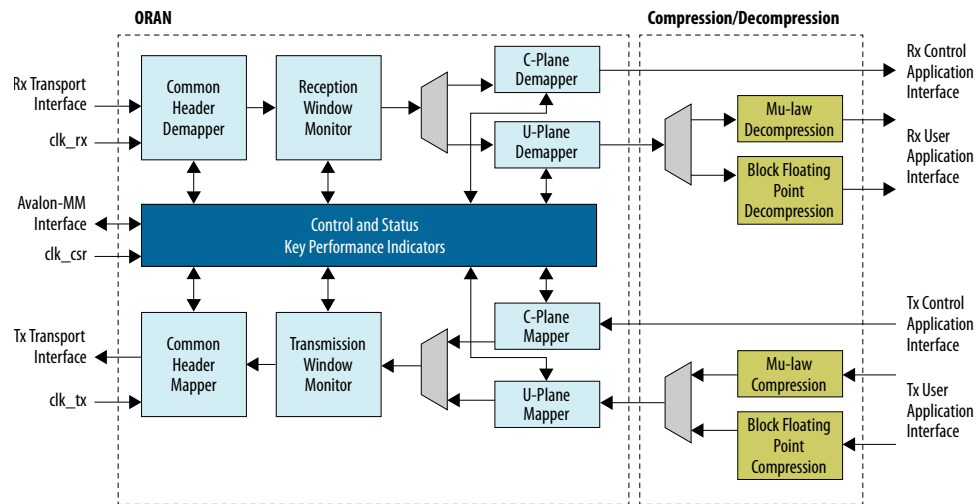 ORAN
Compression/Decompression
Rx Transport
Interface
clk_rx
Common
Header
Demapper
Reception
Window
Monitor
C-Plane
Demapper
U-Plane
Demapper
Mu-law
Decompression
Block Floating
Point
Decompression
Rx Control
Application
Interface
Rx User
Application
Interface
Avalon-MM
Interface
clk_csr
Control and Status
Key Performance Indicators
Tx Transport
Interface
clk_tx
Common
Header
Mapper
Transmission
Window
Monitor
C-Plane
Mapper
U-Plane
Mapper
Mu-law
Compression
Block Floating
Point
Compression
Tx Control
Application
Interface
Tx User
Application
Interface